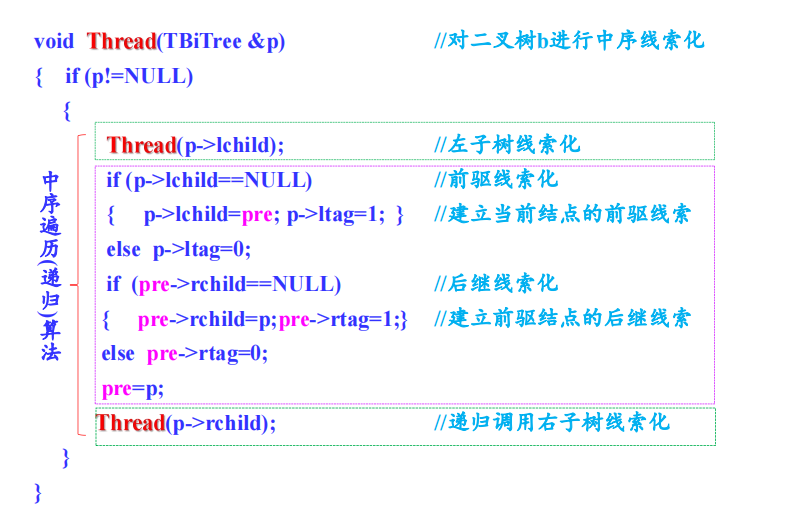 void Thread(TBiTree &p) //对二叉树b进行中序线索化
{ if (p!=NULL)
{
Thread(p->lchild); //左子树线索化
if (p->lchild==NULL) //前驱线索化
{ p->lchild=pre; p->ltag=1; } //建立当前结点的前驱线索
else p->ltag=0;
if (pre->rchild==NULL) //后继线索化
{ pre->rchild=p;pre->rtag=1;} //建立前驱结点的后继线索
else pre->rtag=0;
pre=p;
Thread(p->rchild); //递归调用右子树线索化
}
}
中序遍历(递归)算法